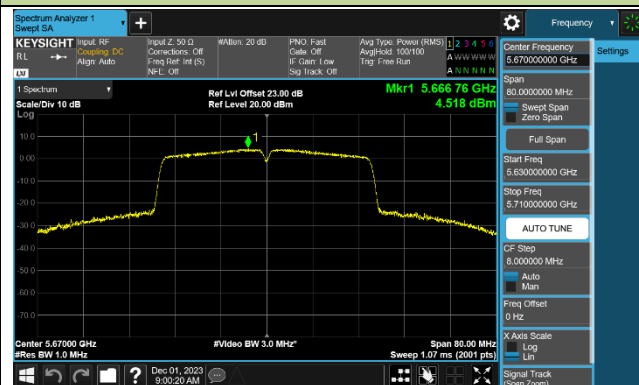 Spectrum Analyzer 1
Swept SA
+
Frequency
KEYSIGHT
RL
LXI
Input: RF
Coupling: DC
Align: Auto
Input Z: 50 Ω
Corrections: Off
Freq Ref: Int (S)
NFE: Off
#Atten: 20 dB
PNO: Fast
Gate: Off
IF Gain: Low
Sig Track: Off
Avg Type: Power (RMS)
Avg|Hold: 100/100
Trig: Free Run
1 2 3 4 5 6
A W W W W W
A N N N N N
1 Spectrum
Scale/Div 10 dB
Log
Ref Lvl Offset 23.00 dB
Ref Level 20.00 dBm
Mkr1 5.666 76 GHz
4.518 dBm
1
10.0
0.00
-10.0
-20.0
-30.0
-40.0
-50.0
-60.0
-70.0
Center 5.67000 GHz
#Res BW 1.0 MHz
#Video BW 3.0 MHz*
Span 80.00 MHz
Sweep 1.07 ms (2001 pts)
?
Dec 01, 2023
9:00:20 AM
Center Frequency
5.670000000 GHz
Settings
Span
80.0000000 MHz
Swept Span
Zero Span
Full Span
Start Freq
5.630000000 GHz
Stop Freq
5.710000000 GHz
AUTO TUNE
CF Step
8.000000 MHz
Auto
Man
Freq Offset
0 Hz
X Axis Scale
Log
Lin
Signal Track
(Span Zoom)